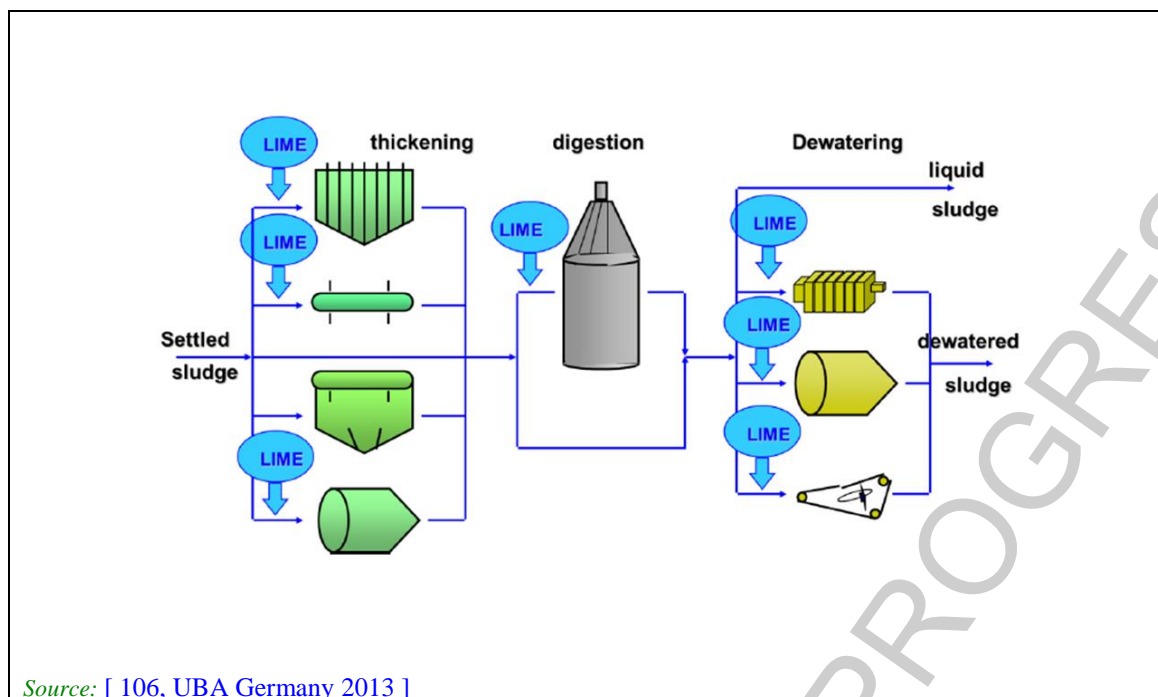 LIME
thickening
digestion
Dewatering
LIME
LIME
LIME
liquid
sludge
LIME
Settled
sludge
dewatered
sludge
LIME
LIME
Source: [ 106, UBA Germany 2013 ]
PROGRES